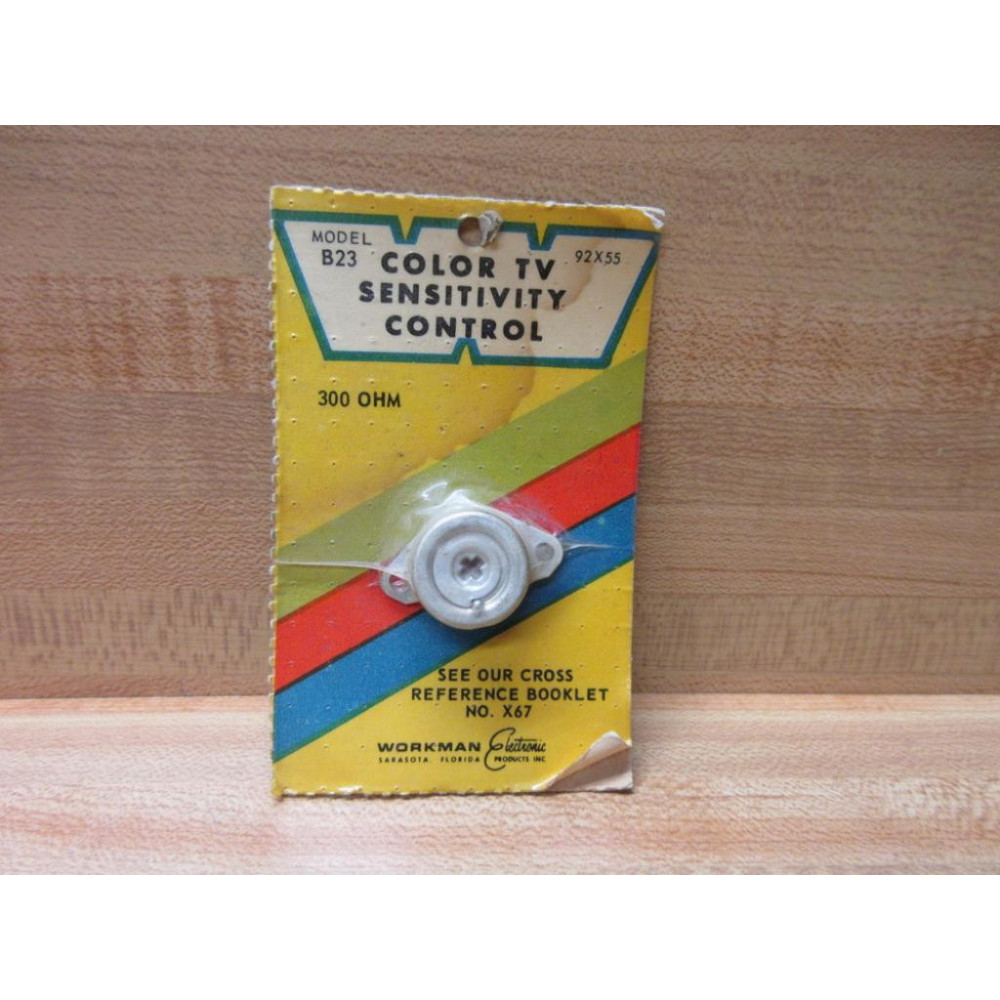 MODEL
B23
92X55
COLOR TV
SENSITIVITY
CONTROL
300 OHM
SEE OUR CROSS
REFERENCE BOOKLET
NO. X67
WORKMAN Electronic
SARASOTA, FLORIDA PRODUCTS INC